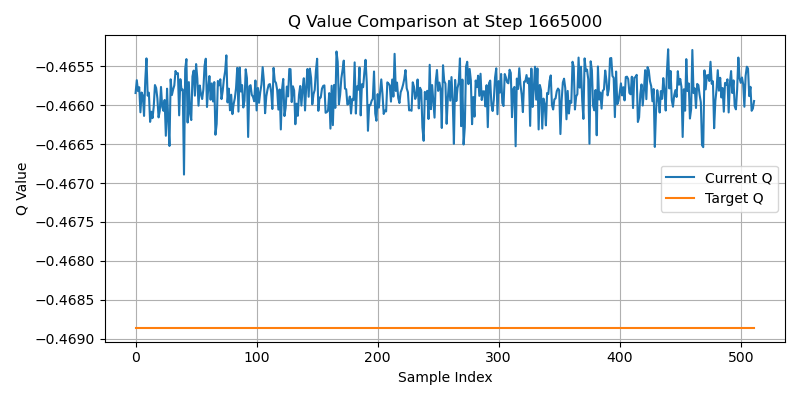 Q Value Comparison at Step 1665000
Q Value
−0.4655
−0.4660
−0.4665
−0.4670
−0.4675
−0.4680
−0.4685
−0.4690
Current Q
Target Q
0 100 200 300 400 500
Sample Index